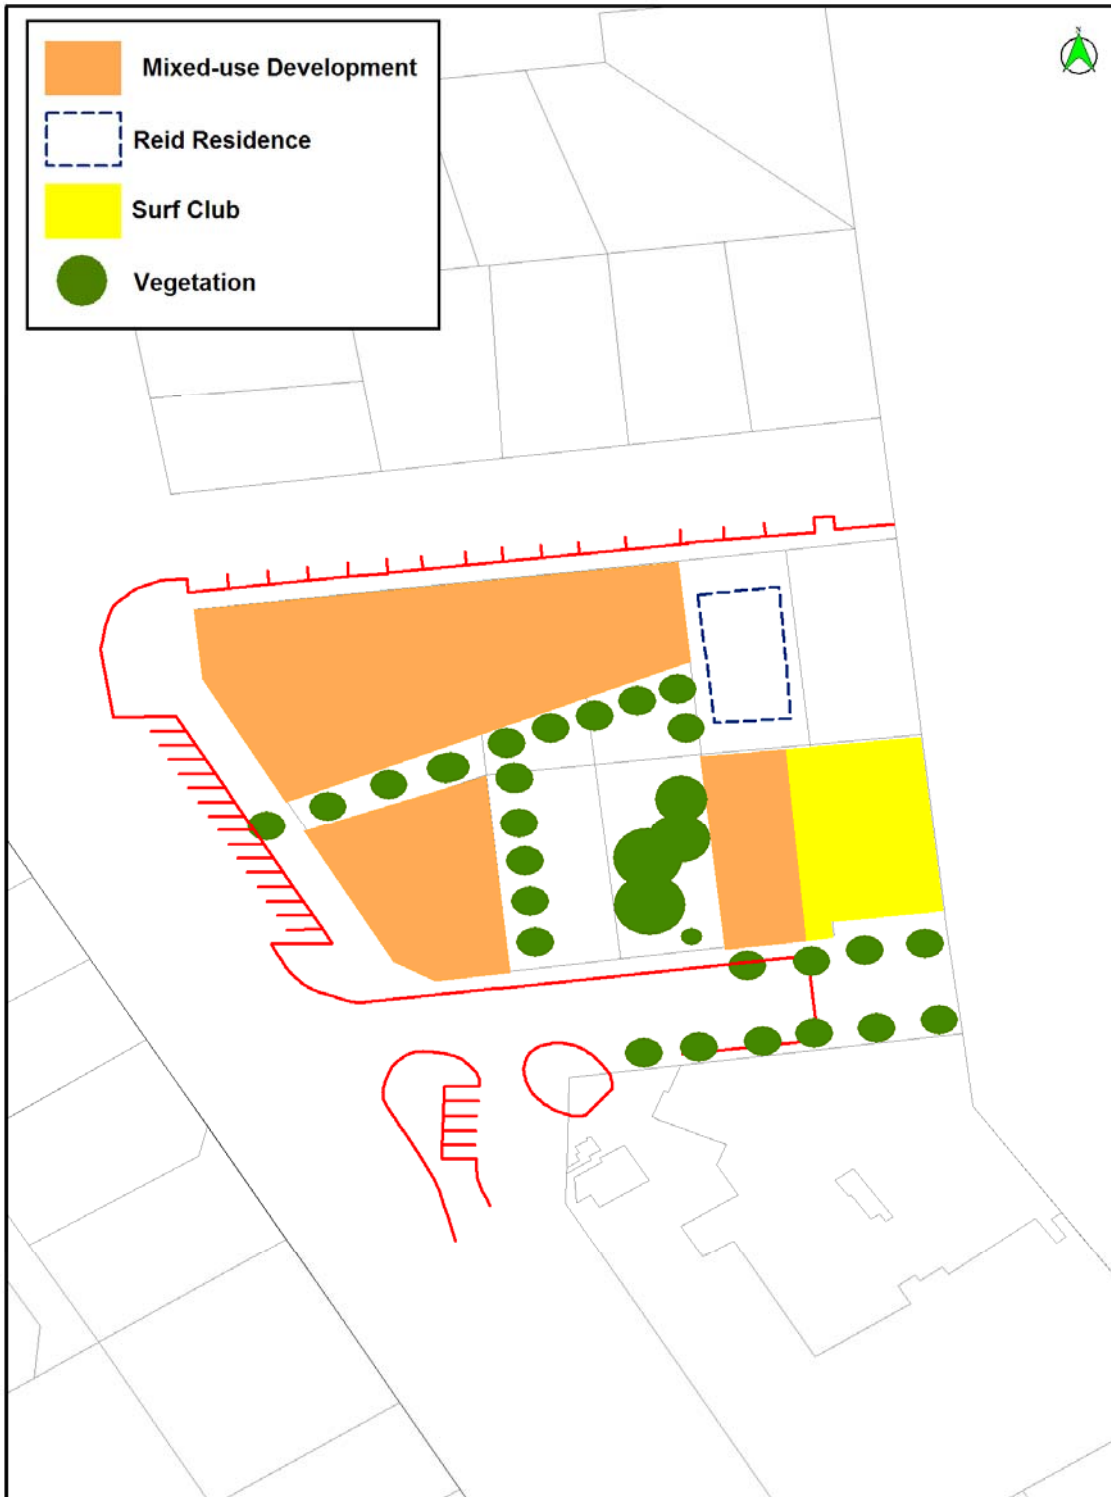 N
Mixed-use Development
Reid Residence
Surf Club
Vegetation